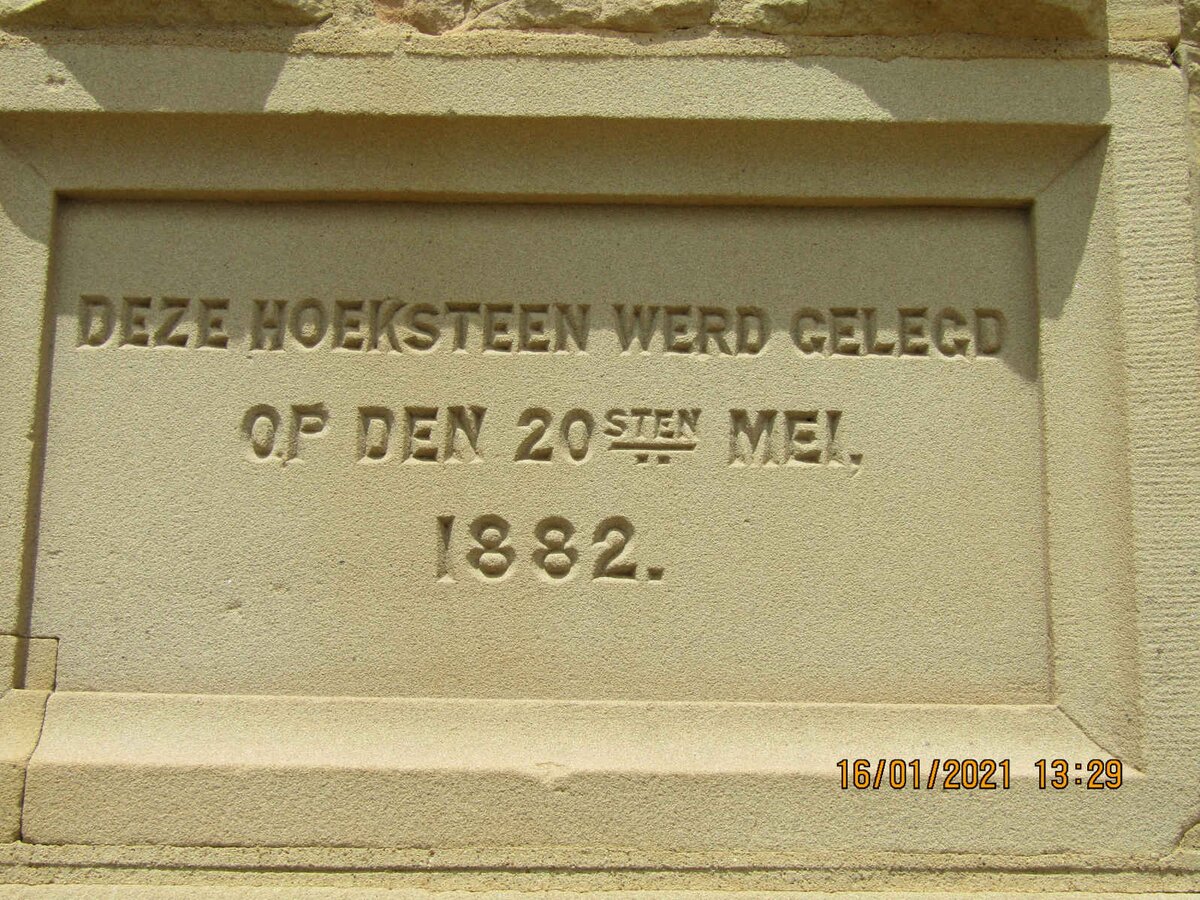 DEZE HOEKSTEEN WERD GELEGD
OP DEN 20STEN MEI,
1882.
16/01/2021 13:29